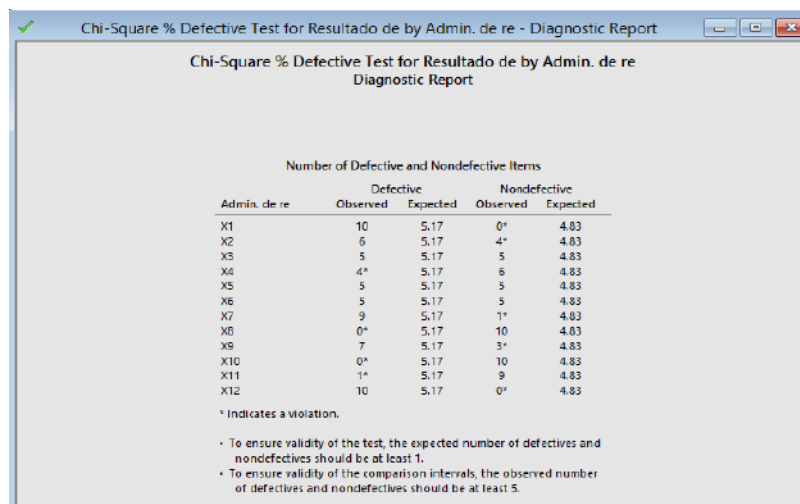 Chi-Square % Defective Test for Resultado de by Admin. de re - Diagnostic Report
Chi-Square % Defective Test for Resultado de by Admin. de re
Diagnostic Report
Number of Defective and Nondefective Items
Defective Nondefective
Admin. de re Observed Expected Observed Expected
X1 10 5.17 0* 4.83
X2 6 5.17 4* 4.83
X3 5 5.17 5 4.83
X4 4* 5.17 6 4.83
X5 5 5.17 5 4.83
X6 5 5.17 5 4.83
X7 9 5.17 1* 4.83
X8 0* 5.17 10 4.83
X9 7 5.17 3* 4.83
X10 0* 5.17 10 4.83
X11 1* 5.17 9 4.83
X12 10 5.17 0* 4.83
* Indicates a violation.
• To ensure validity of the test, the expected number of defectives and
nondefectives should be at least 1.
• To ensure validity of the comparison intervals, the observed number
of defectives and nondefectives should be at least 5.